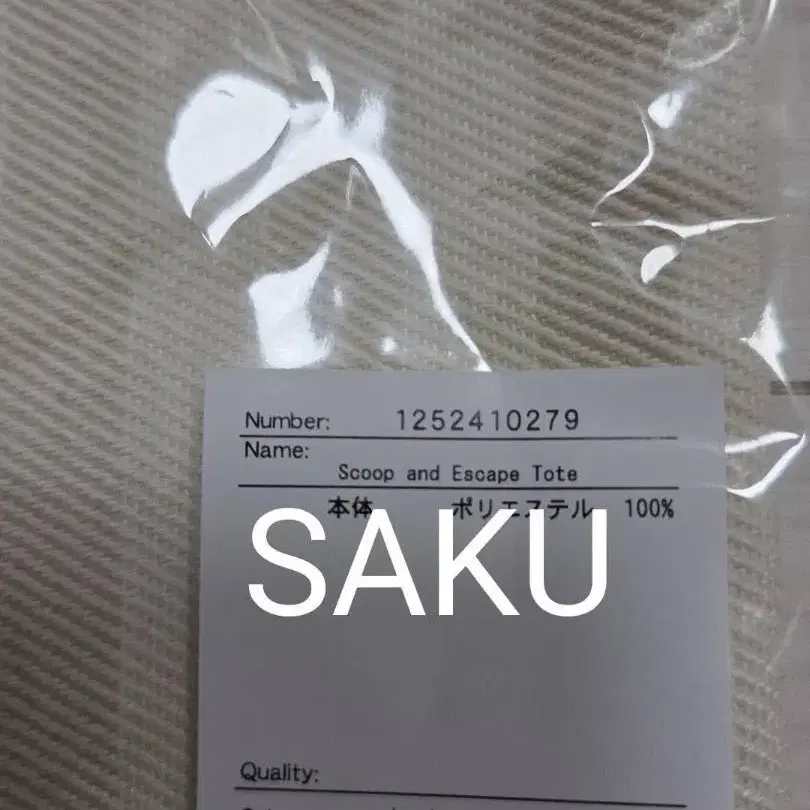 Number: 1252410279
Name:
Scoop and Escape Tote
本体 ポリエステル 100%
SAKU
Quality: